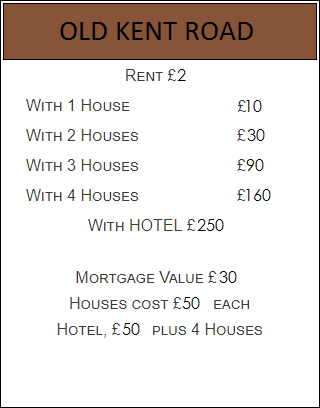 OLD KENT ROAD
Rent £2
With 1 House £10
With 2 Houses £30
With 3 Houses £90
With 4 Houses £160
With HOTEL £250
Mortgage Value £30
Houses cost £50 each
Hotel, £50 plus 4 Houses